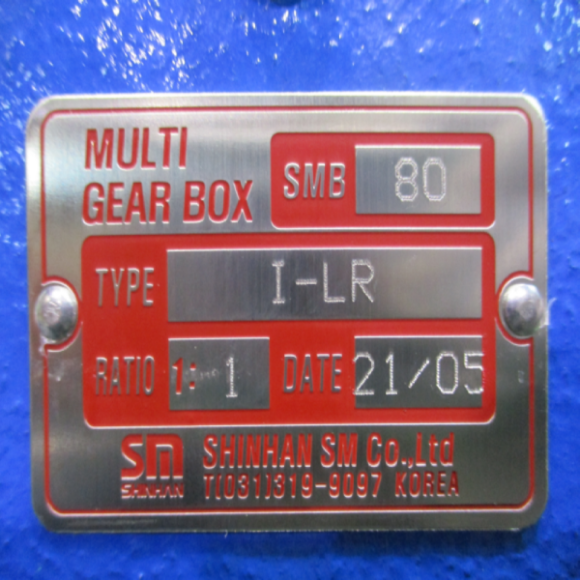 MULTI
GEAR BOX
SMB 80
TYPE I-LR
RATIO 1: 1 DATE 21/05
SM
SHINHAN
SHINHAN SM Co.,Ltd
T(031)319-9097 KOREA